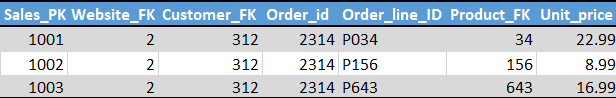 Sales_PK Website_FK Customer_FK Order_id Order_line_ID Product_FK Unit_price
1001 2 312 2314 P034 34 22.99
1002 2 312 2314 P156 156 8.99
1003 2 312 2314 P643 643 16.99